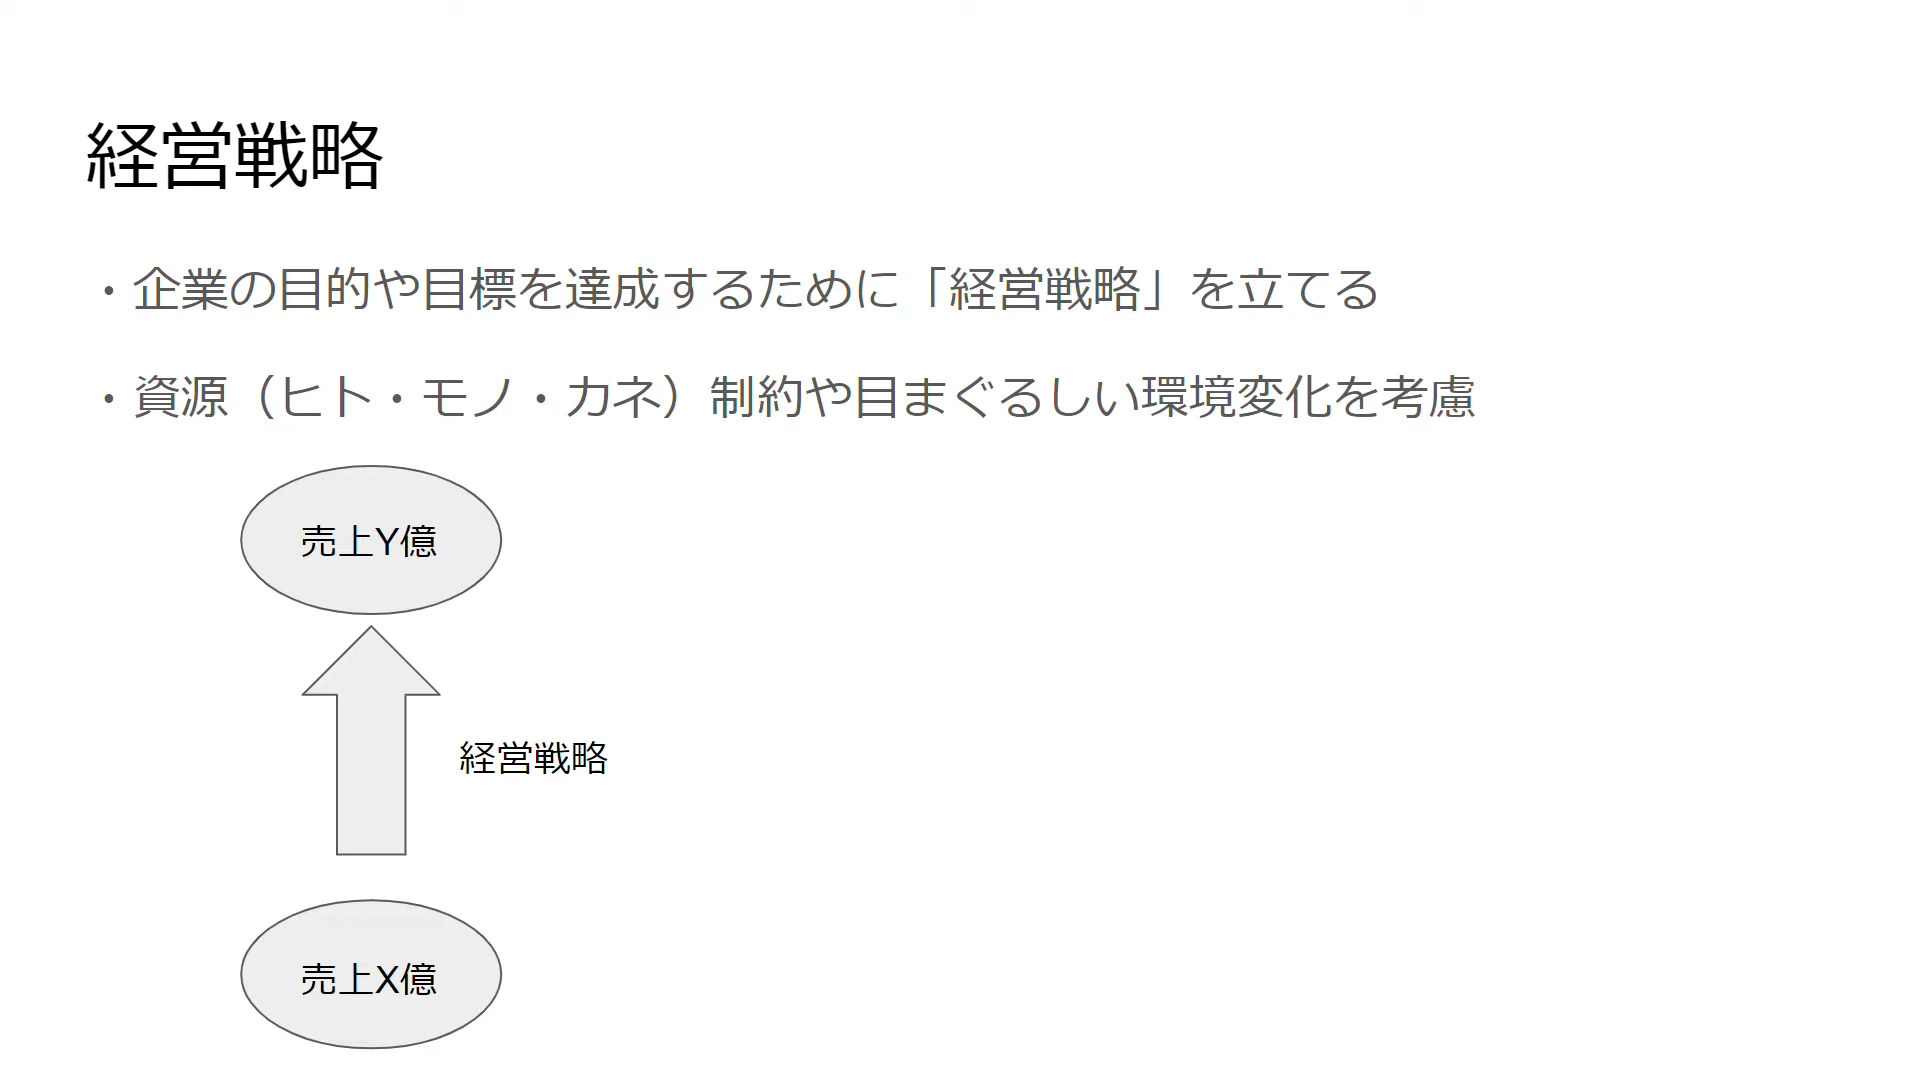 経営戦略
・企業の目的や目標を達成するために「経営戦略」を立てる
・資源（ヒト・モノ・カネ）制約や目まぐるしい環境変化を考慮
売上Y億
経営戦略
売上X億